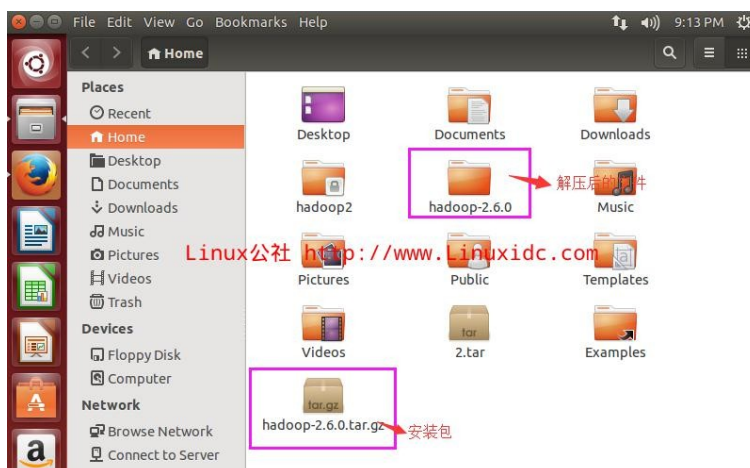 File Edit View Go Bookmarks Help 9:13 PM
Home
Places
Recent
Home
Desktop
Documents
Downloads
Music
Pictures
Videos
Trash
Devices
Floppy Disk
Computer
Network
Browse Network
Connect to Server
Desktop Documents Downloads
hadoop2 hadoop-2.6.0 Music
解压后的文件
Linux公社 http://www.Linuxidc.com
Pictures Public Templates
tar
Videos 2.tar Examples
tar.gz
hadoop-2.6.0.tar.gz
安装包
a